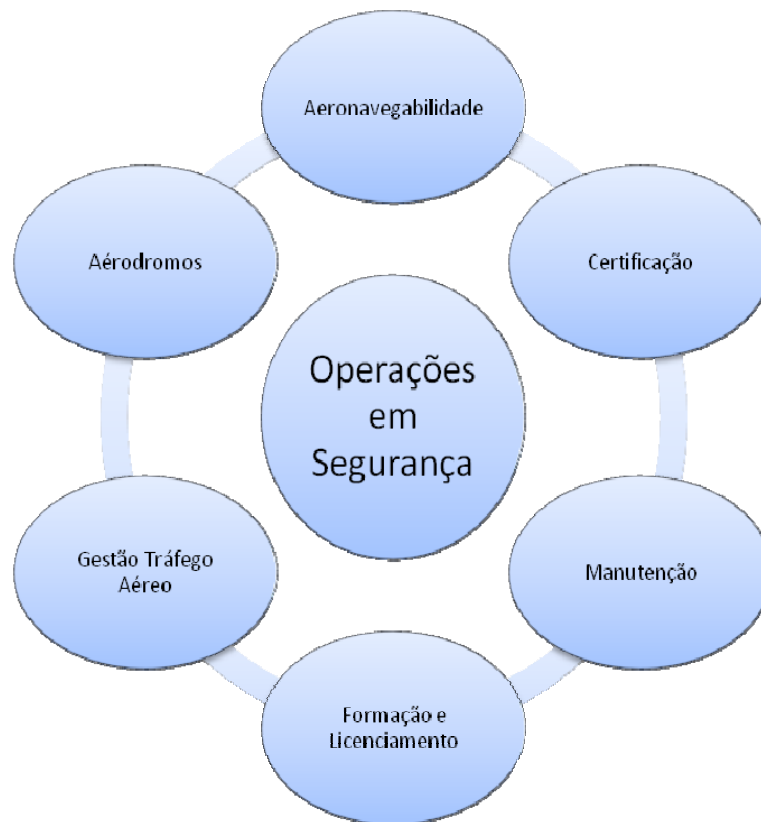 Aeronavegabilidade
Aérodromos
Certificação
Operações
em
Segurança
Gestão Tráfego
Aéreo
Manutenção
Formação e
Licenciamento